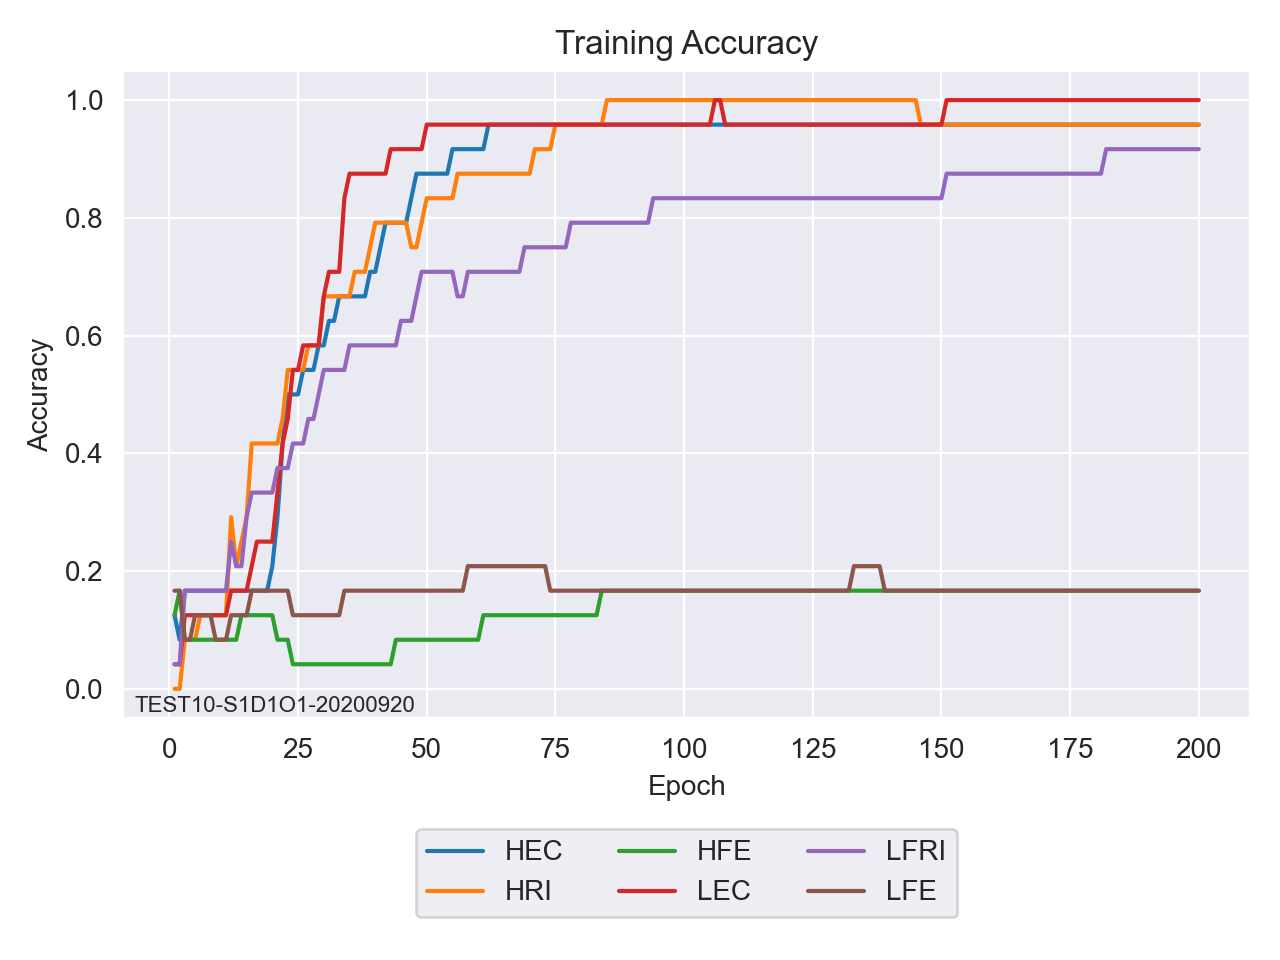 Training Accuracy
1.0
0.8
0.6
0.4
0.2
0.0
Accuracy
TEST10-S1D1O1-20200920
0 25 50 75 100 125 150 175 200
Epoch
HEC HFE LFRI
HRI LEC LFE